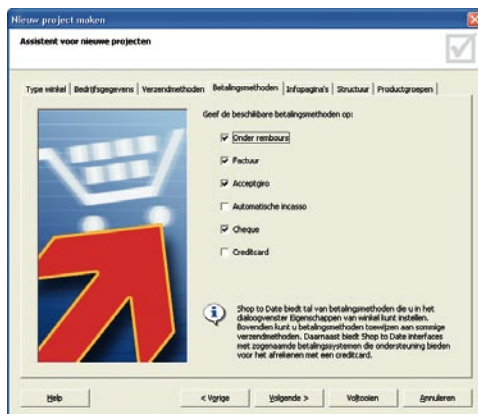 Nieuw project maken
Assistent voor nieuwe projecten
Type winkel Bedrijfsgegevens Verzendmethoden Betalingsmethoden Infopagina's Structuur Productgroepen
Geef de beschikbare betalingsmethoden op:
Onder rembours
Factuur
Acceptgiro
Automatische incasso
Cheque
Creditcard
Shop to Date biedt tal van betalingsmethoden die u in het
dialoogvenster Eigenschappen van winkel kunt instellen.
Bovendien kunt u betalingsmethoden toewijzen aan sommige
verzendmethoden. Daarnaast biedt Shop to Date interfaces
met zogenaamde betalingssystemen die ondersteuning bieden
voor het afrekenen met een creditcard.
Help < Vorige Volgende > Voltooien Annuleren